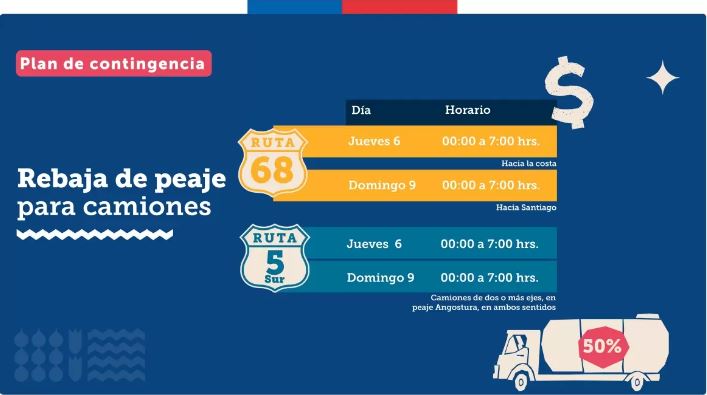 Plan de contingencia
Rebaja de peaje
para camiones
Día Horario
RUTA
68
Jueves 6 00:00 a 7:00 hrs.
Hacia la costa
Domingo 9 00:00 a 7:00 hrs.
Hacia Santiago
RUTA
5
Sur
Jueves 6 00:00 a 7:00 hrs.
Domingo 9 00:00 a 7:00 hrs.
Camiones de dos o más ejes, en
peaje Angostura, en ambos sentidos
$
50%